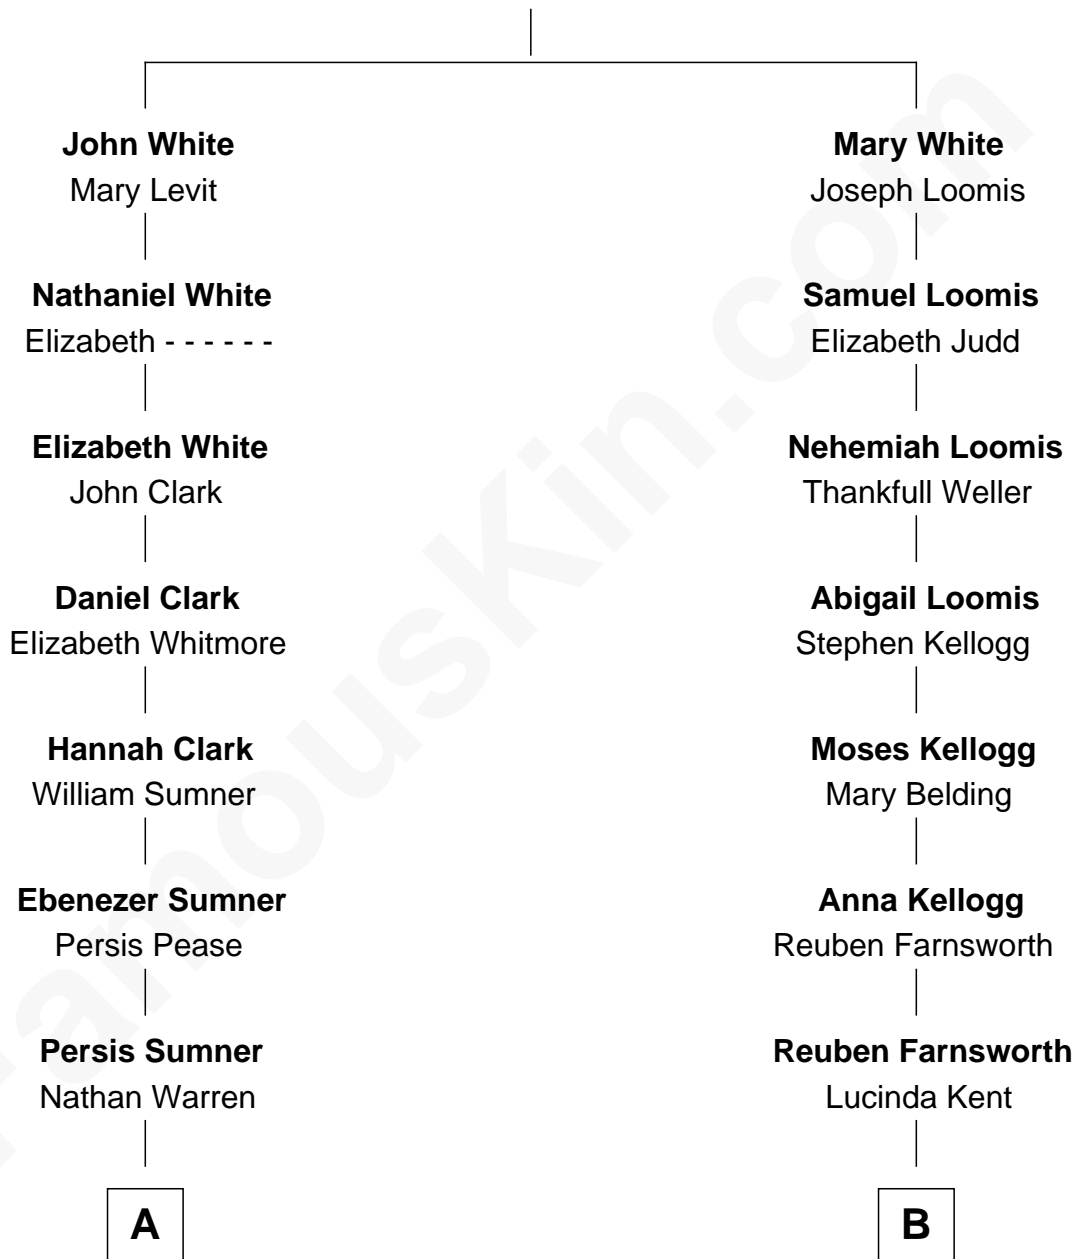 John White
Mary Levit
Nathaniel White
Elizabeth - - - - - -
Elizabeth White
John Clark
Daniel Clark
Elizabeth Whitmore
Hannah Clark
William Sumner
Ebenezer Sumner
Persis Pease
Persis Sumner
Nathan Warren
A
Mary White
Joseph Loomis
Samuel Loomis
Elizabeth Judd
Nehemiah Loomis
Thankfull Weller
Abigail Loomis
Stephen Kellogg
Moses Kellogg
Mary Belding
Anna Kellogg
Reuben Farnsworth
Reuben Farnsworth
Lucinda Kent
B
FamousKin.com